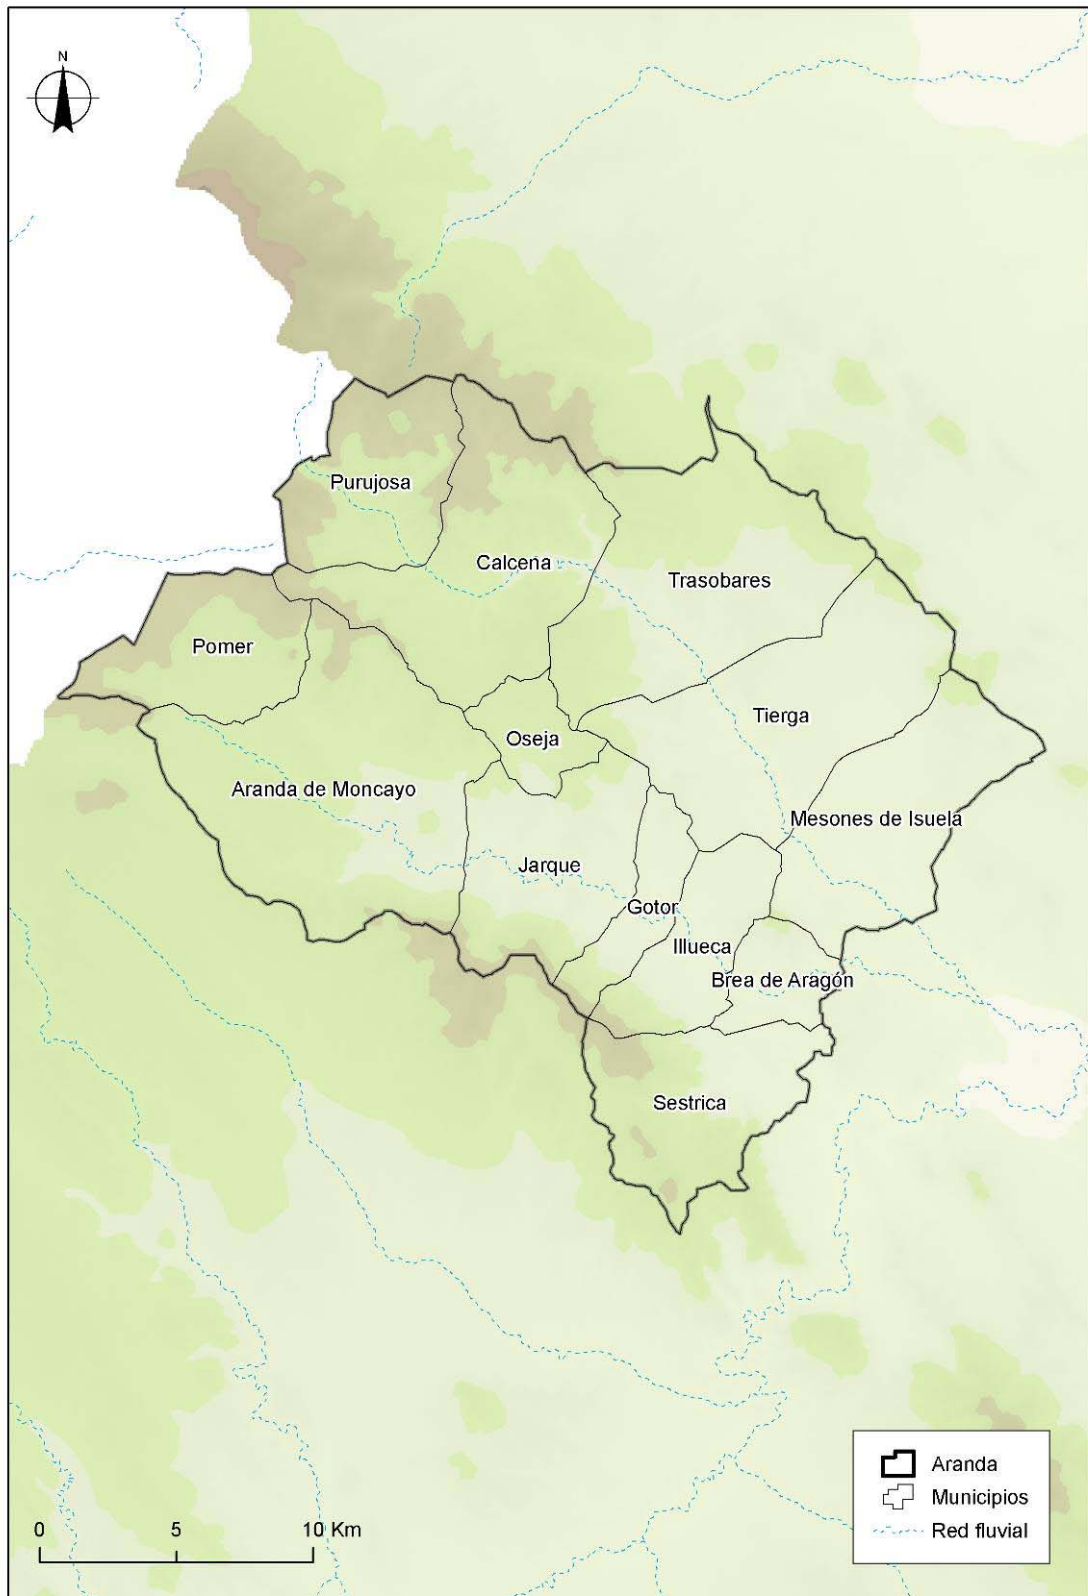 N
Purujosa
Calcena
Trasobares
Pomer
Tierga
Oseja
Aranda de Moncayo
Mesones de Isuela
Jarque
Gotor
Illueca
Brea de Aragón
Sestrica
Aranda
Municipios
Red fluvial
0 5 10 Km